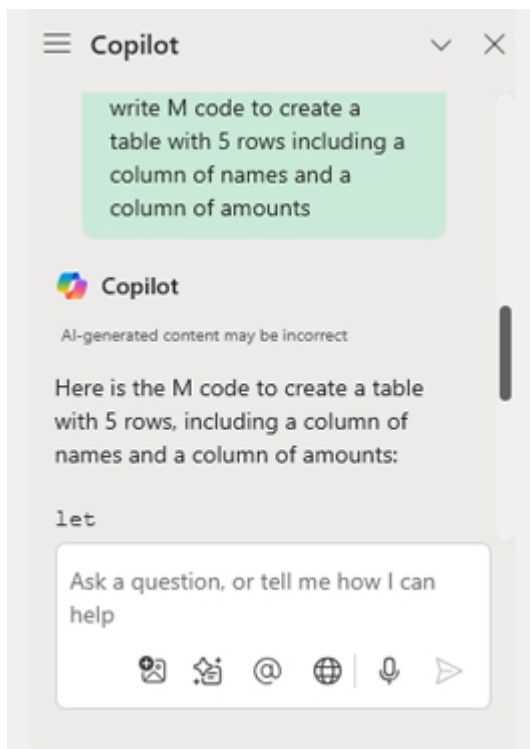 Copilot
write M code to create a
table with 5 rows including a
column of names and a
column of amounts
Copilot
AI-generated content may be incorrect
Here is the M code to create a table
with 5 rows, including a column of
names and a column of amounts:
let
Ask a question, or tell me how I can
help
@